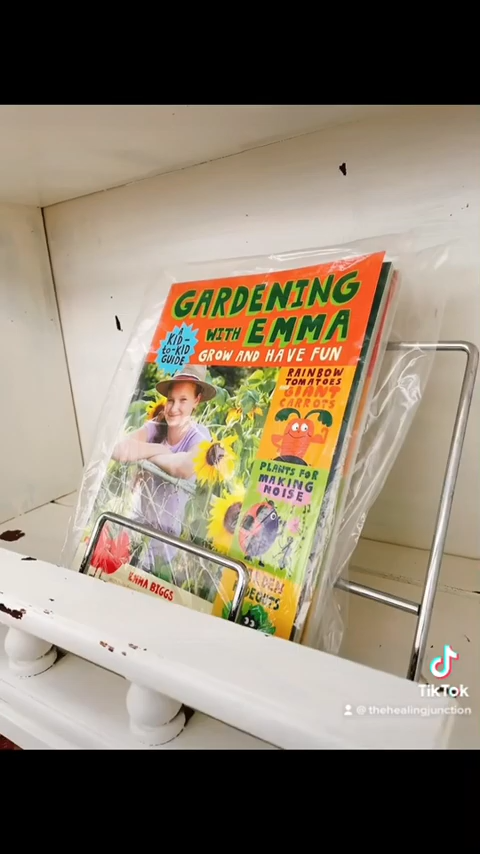 GARDENING
WITH EMMA
A
KID-
to-KID
GUIDE
GROW AND HAVE FUN
RAINBOW
TOMATOES
GIANT
CARROTS
PLANTS FOR
MAKING
NOISE
EMMA BIGGS
TikTok
@thehealingjunction